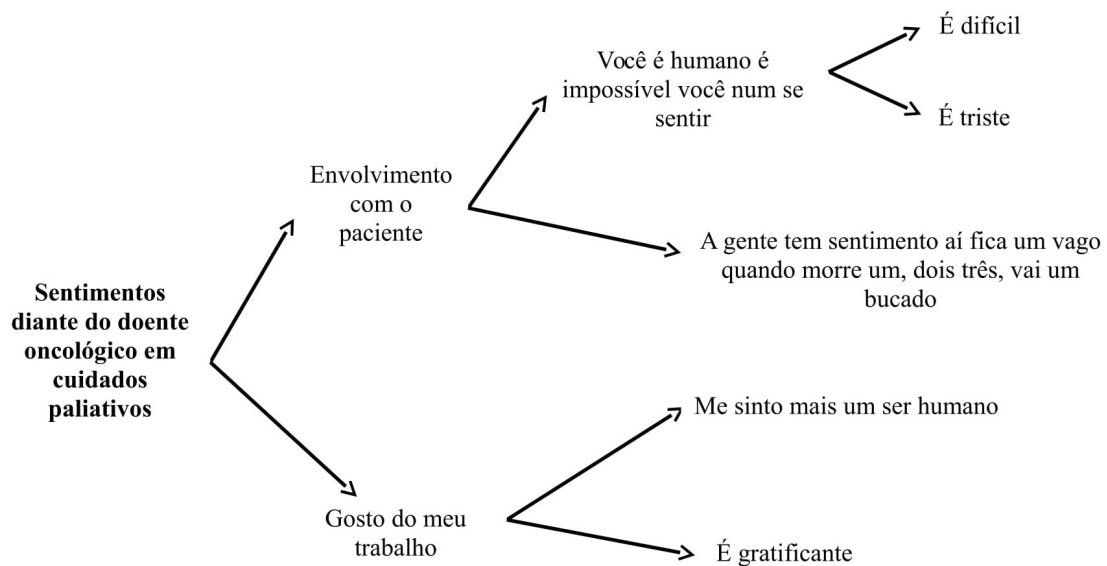 É difícil
Você é humano é
impossível você num se
sentir
É triste
Envolvimento
com o
paciente
A gente tem sentimento aí fica um vago
quando morre um, dois três, vai um
bucado
Sentimentos
diante do doente
oncológico em
cuidados
paliativos
Me sinto mais um ser humano
Gosto do meu
trabalho
É gratificante